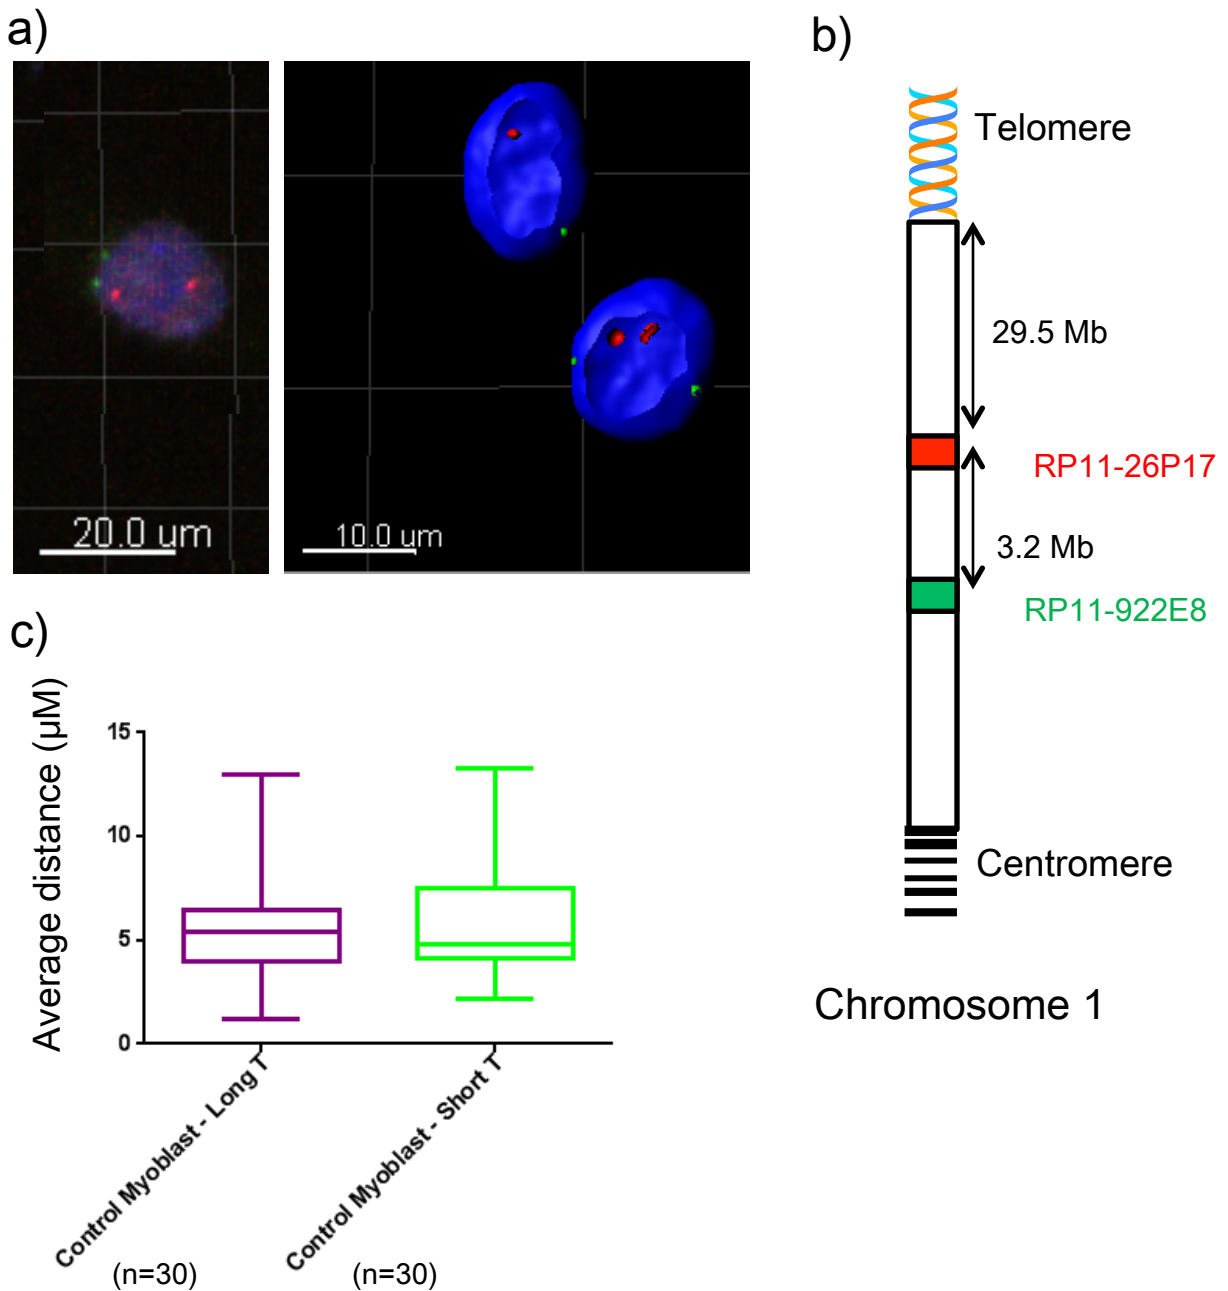 a)
20.0 um
10.0 um
b)
Telomere
29.5 Mb
RP11-26P17
3.2 Mb
RP11-922E8
Centromere
Chromosome 1
c)
Average distance (µM)
15
10
5
0
Control Myoblast - Long T
Control Myoblast - Short T
(n=30)
(n=30)